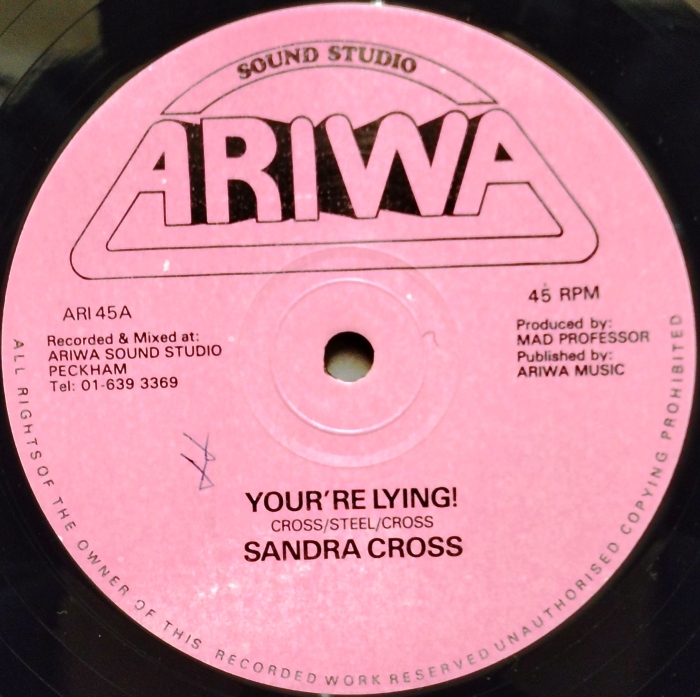 SOUND STUDIO
ARIWA
ARI 45A
45 RPM
Recorded & Mixed at:
ARIWA SOUND STUDIO
PECKHAM
Tel: 01-639 3369
Produced by:
MAD PROFESSOR
Published by:
ARIWA MUSIC
YOUR'RE LYING!
CROSS/STEEL/CROSS
SANDRA CROSS
ALL RIGHTS OF THE OWNER OF THIS RECORDED WORK RESERVED UNAUTHORISED COPYING PROHIBITED